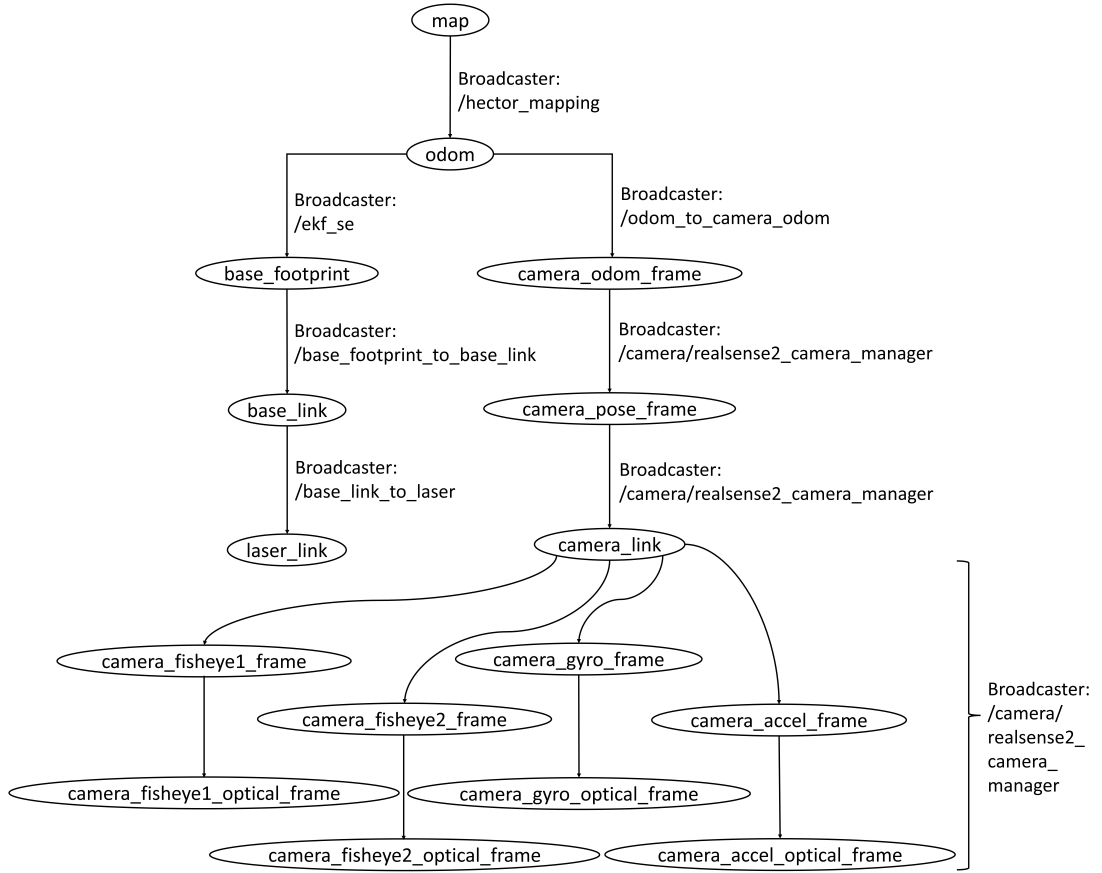 map
Broadcaster:
/hector_mapping
odom
Broadcaster:
/ekf_se
Broadcaster:
/odom_to_camera_odom
base_footprint
camera_odom_frame
Broadcaster:
/base_footprint_to_base_link
Broadcaster:
/camera/realsense2_camera_manager
base_link
camera_pose_frame
Broadcaster:
/base_link_to_laser
Broadcaster:
/camera/realsense2_camera_manager
laser_link
camera_link
camera_fisheye1_frame
camera_gyro_frame
camera_fisheye2_frame
camera_accel_frame
camera_fisheye1_optical_frame
camera_gyro_optical_frame
camera_fisheye2_optical_frame
camera_accel_optical_frame
Broadcaster:
/camera/
realsense2_
camera_
manager